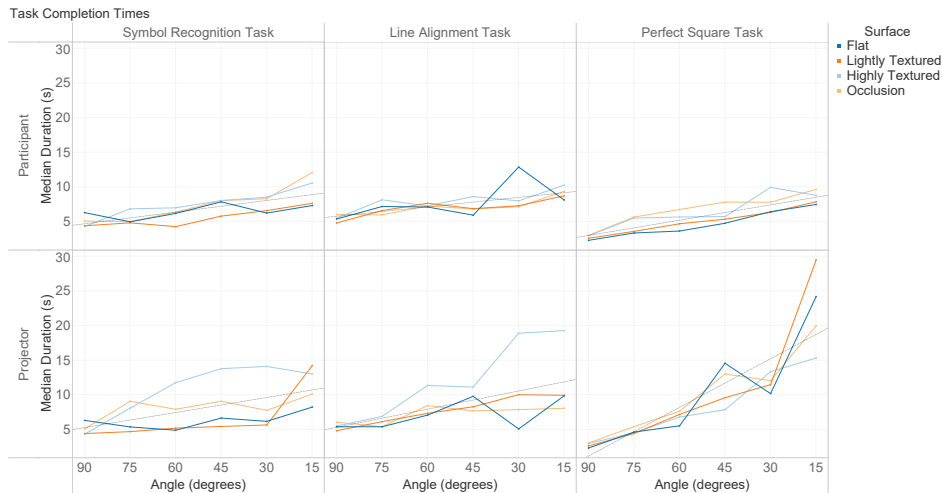 Task Completion Times
Symbol Recognition Task Line Alignment Task Perfect Square Task
Surface
Flat
Lightly Textured
Highly Textured
Occlusion
Participant
Median Duration (s)
30
25
20
15
10
5
Projector
Median Duration (s)
30
25
20
15
10
5
90 75 60 45 30 15 90 75 60 45 30 15 90 75 60 45 30 15
Angle (degrees) Angle (degrees) Angle (degrees)